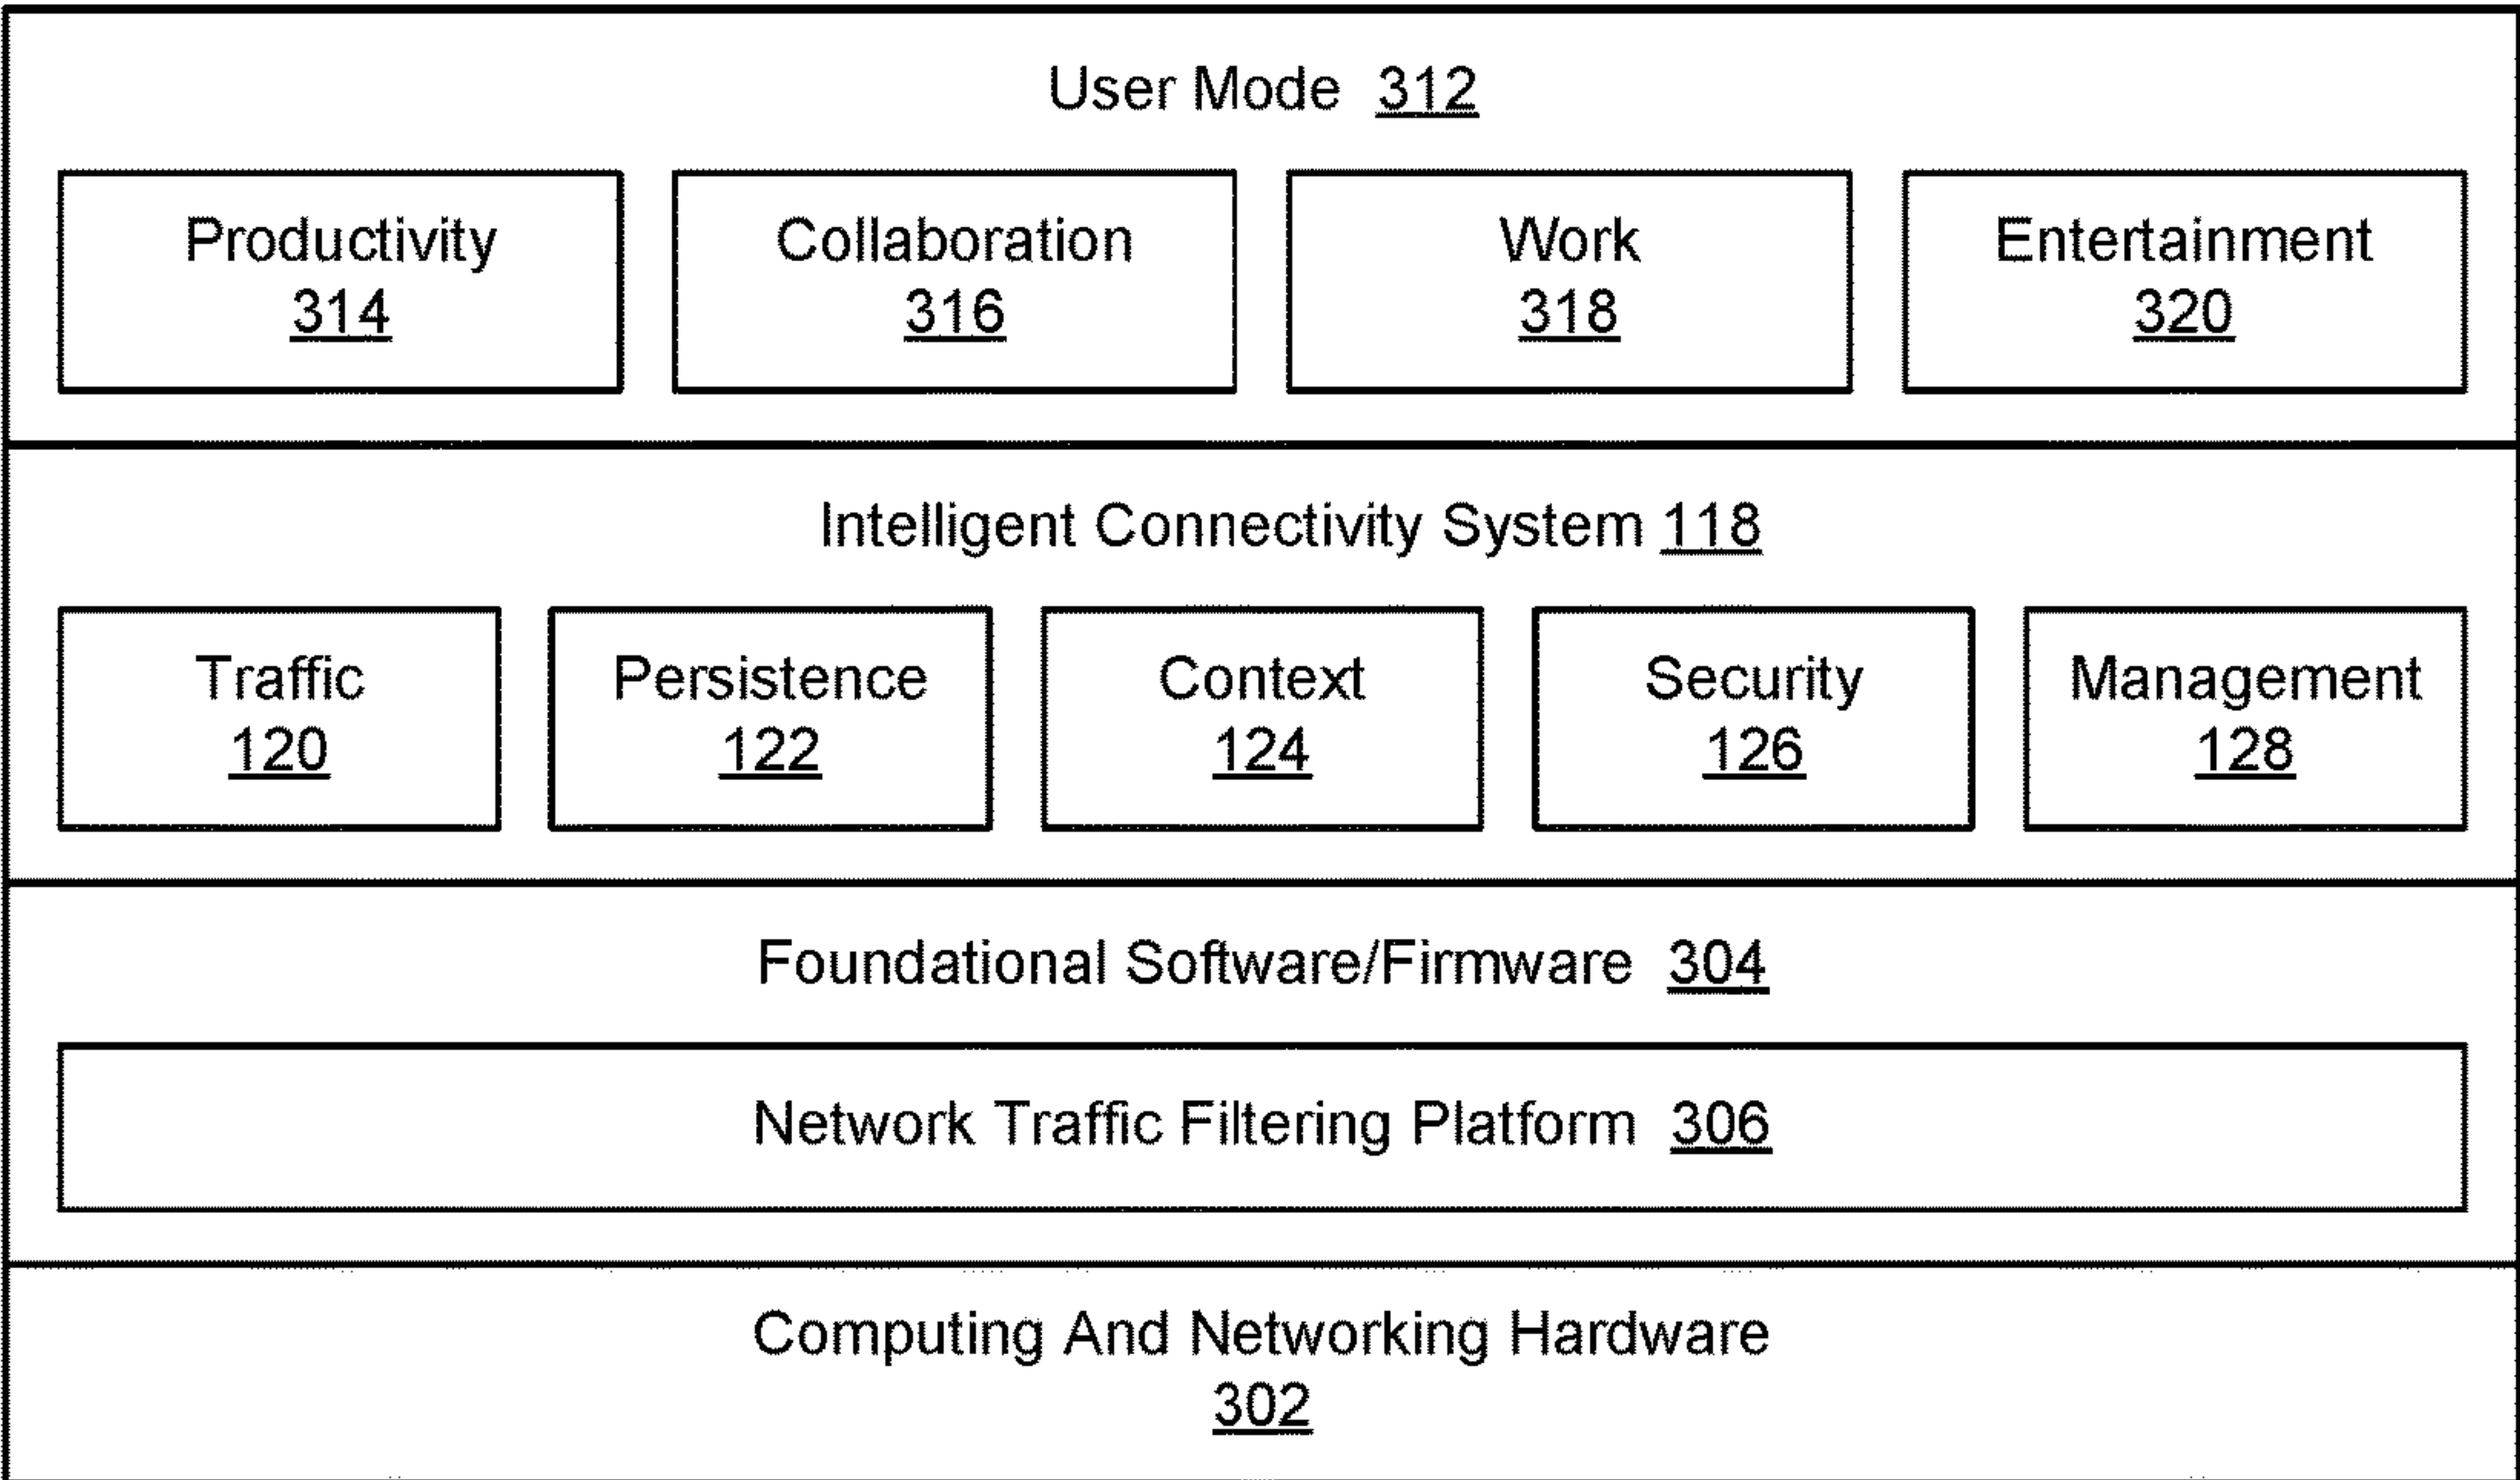 User Mode 312
Productivity
314
Collaboration
316
Work
318
Entertainment
320
Intelligent Connectivity System 118
Traffic
120
Persistence
122
Context
124
Security
126
Management
128
Foundational Software/Firmware 304
Network Traffic Filtering Platform 306
Computing And Networking Hardware
302